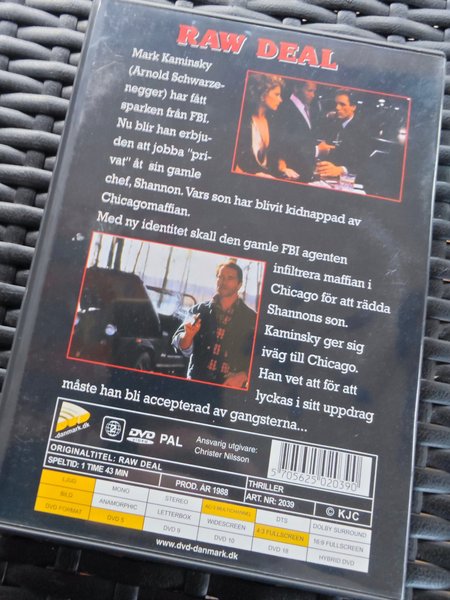 RAW DEAL
Mark Kaminsky
(Arnold Schwarze-
negger) har fått
sparken från FBI.
Nu blir han erbju-
den att jobba "pri-
vat" åt sin gamle
chef, Shannon. Vars son har blivit kidnappad av
Chicagomaffian.
Med ny identitet skall den gamle FBI agenten
infiltrera maffian i
Chicago för att rädda
Shannons son.
Kaminsky ger sig
iväg till Chicago.
Han vet att för att
lyckas i sitt uppdrag
måste han bli accepterad av gangsterna...
DVD
-danmark.dk
DVD VIDEO PAL
Ansvarig utgivare:
Christer Nilsson
5 705625 020390
ORIGINALTITEL: RAW DEAL
SPELTID: 1 TIME 43 MIN
PROD. ÅR 1988
THRILLER
ART. NR: 2039
© KJC
LJUD MONO STEREO AC-3 MULTICHANNEL DTS DOLBY SURROUND
BILD ANAMORPHIC LETTERBOX WIDESCREEN 4:3 FULLSCREEN 16:9 FULLSCREEN
DVD FORMAT DVD 5 DVD 9 DVD 10 DVD 18 HYBRID DVD
www.dvd-danmark.dk